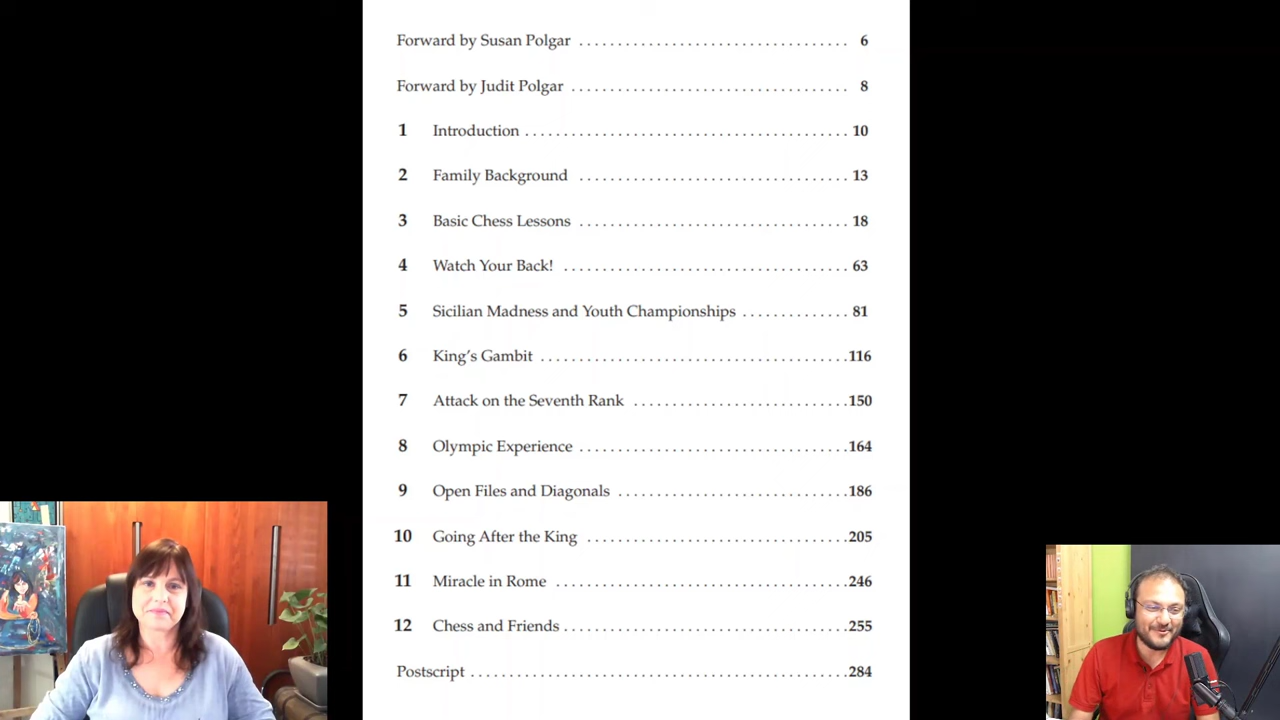 Forward by Susan Polgar ................................... 6
Forward by Judit Polgar .................................... 8
1 Introduction .......................................... 10
2 Family Background .................................. 13
3 Basic Chess Lessons .................................. 18
4 Watch Your Back! .................................... 63
5 Sicilian Madness and Youth Championships .............. 81
6 King's Gambit ........................................ 116
7 Attack on the Seventh Rank ........................... 150
8 Olympic Experience .................................. 164
9 Open Files and Diagonals ............................. 186
10 Going After the King ................................. 205
11 Miracle in Rome ...................................... 246
12 Chess and Friends .................................... 255
Postscript ................................................ 284